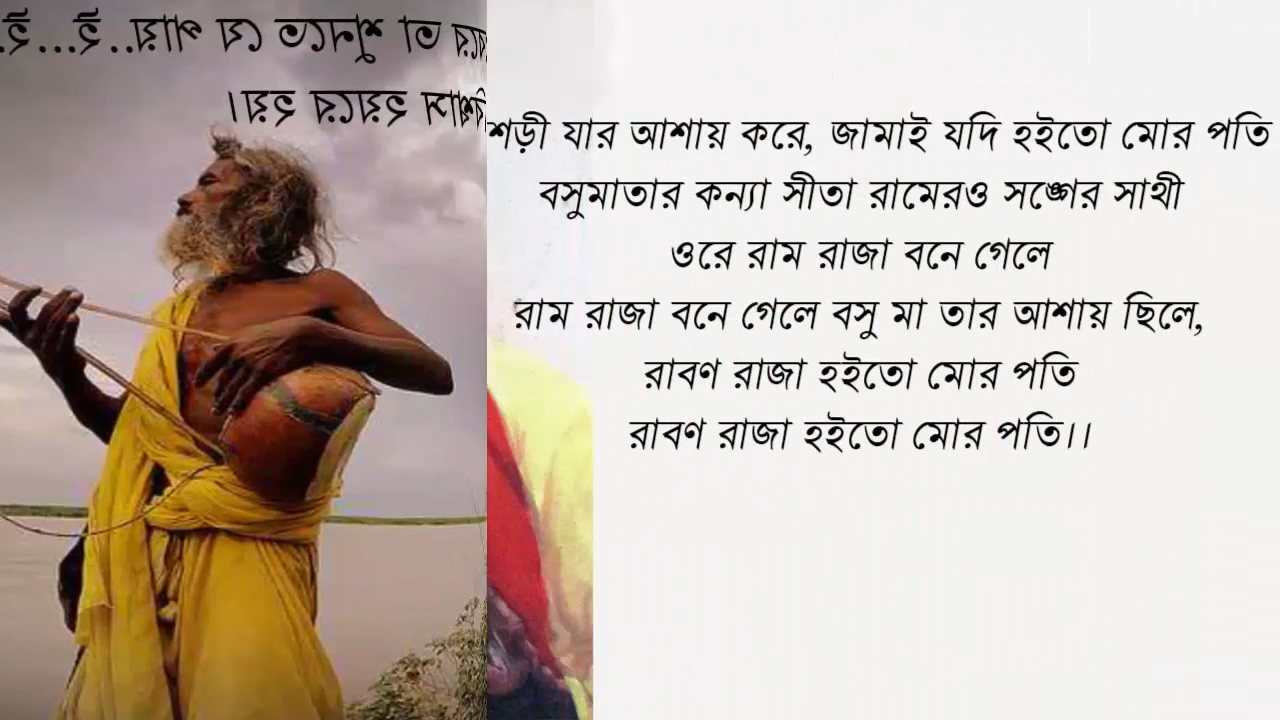 শড়ী যার আশায় করে, জামাই যদি হইতো মোর পতি
বসুমাতার কন্যা সীতা রামেরও সঙ্গের সাথী
ওরে রাম রাজা বনে গেলে
রাম রাজা বনে গেলে বসু মা তার আশায় ছিলে,
রাবণ রাজা হইতো মোর পতি
রাবণ রাজা হইতো মোর পতি।।